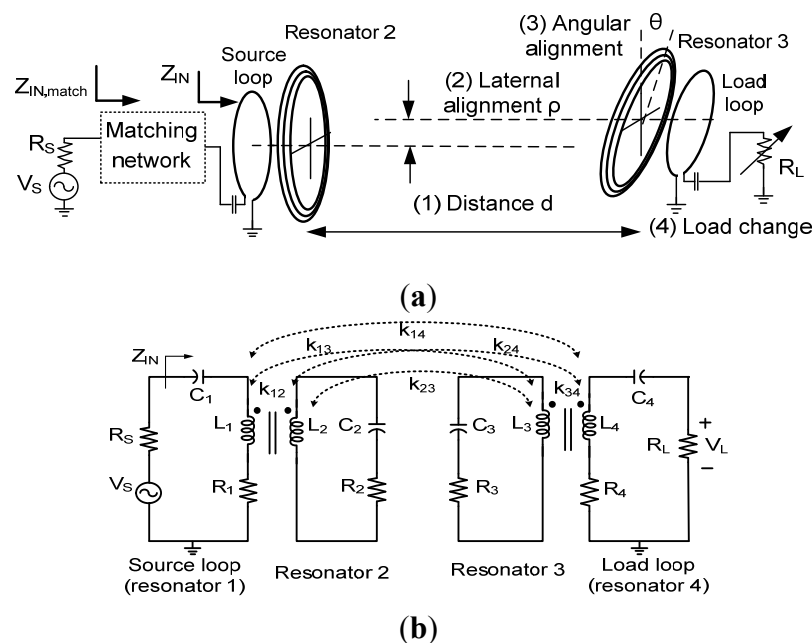 (3) Angular alignment
θ
Resonator 2
Resonator 3
Source loop
(2) Laternal alignment ρ
Load loop
Z_IN,match
Z_IN
Matching network
R_S
V_S
R_L
(1) Distance d
(4) Load change
(a)
k_14
k_13
k_24
Z_IN
k_12
k_23
k_34
C_1
C_4
R_S
L_1
L_2
C_2
C_3
L_3
L_4
R_L
+
V_L
−
V_S
R_1
R_2
R_3
R_4
Source loop (resonator 1)
Resonator 2
Resonator 3
Load loop (resonator 4)
(b)